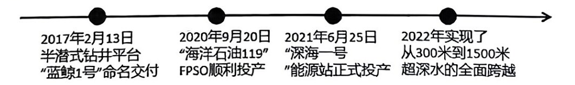 2017年2月13日
半潜式钻井平台
“蓝鲸1号”命名交付
2020年9月20日
“海洋石油119”
FPSO顺利投产
2021年6月25日
“深海一号
”能源站正式投产
2022年实现了
从300米到1500米
超深水的全面跨越